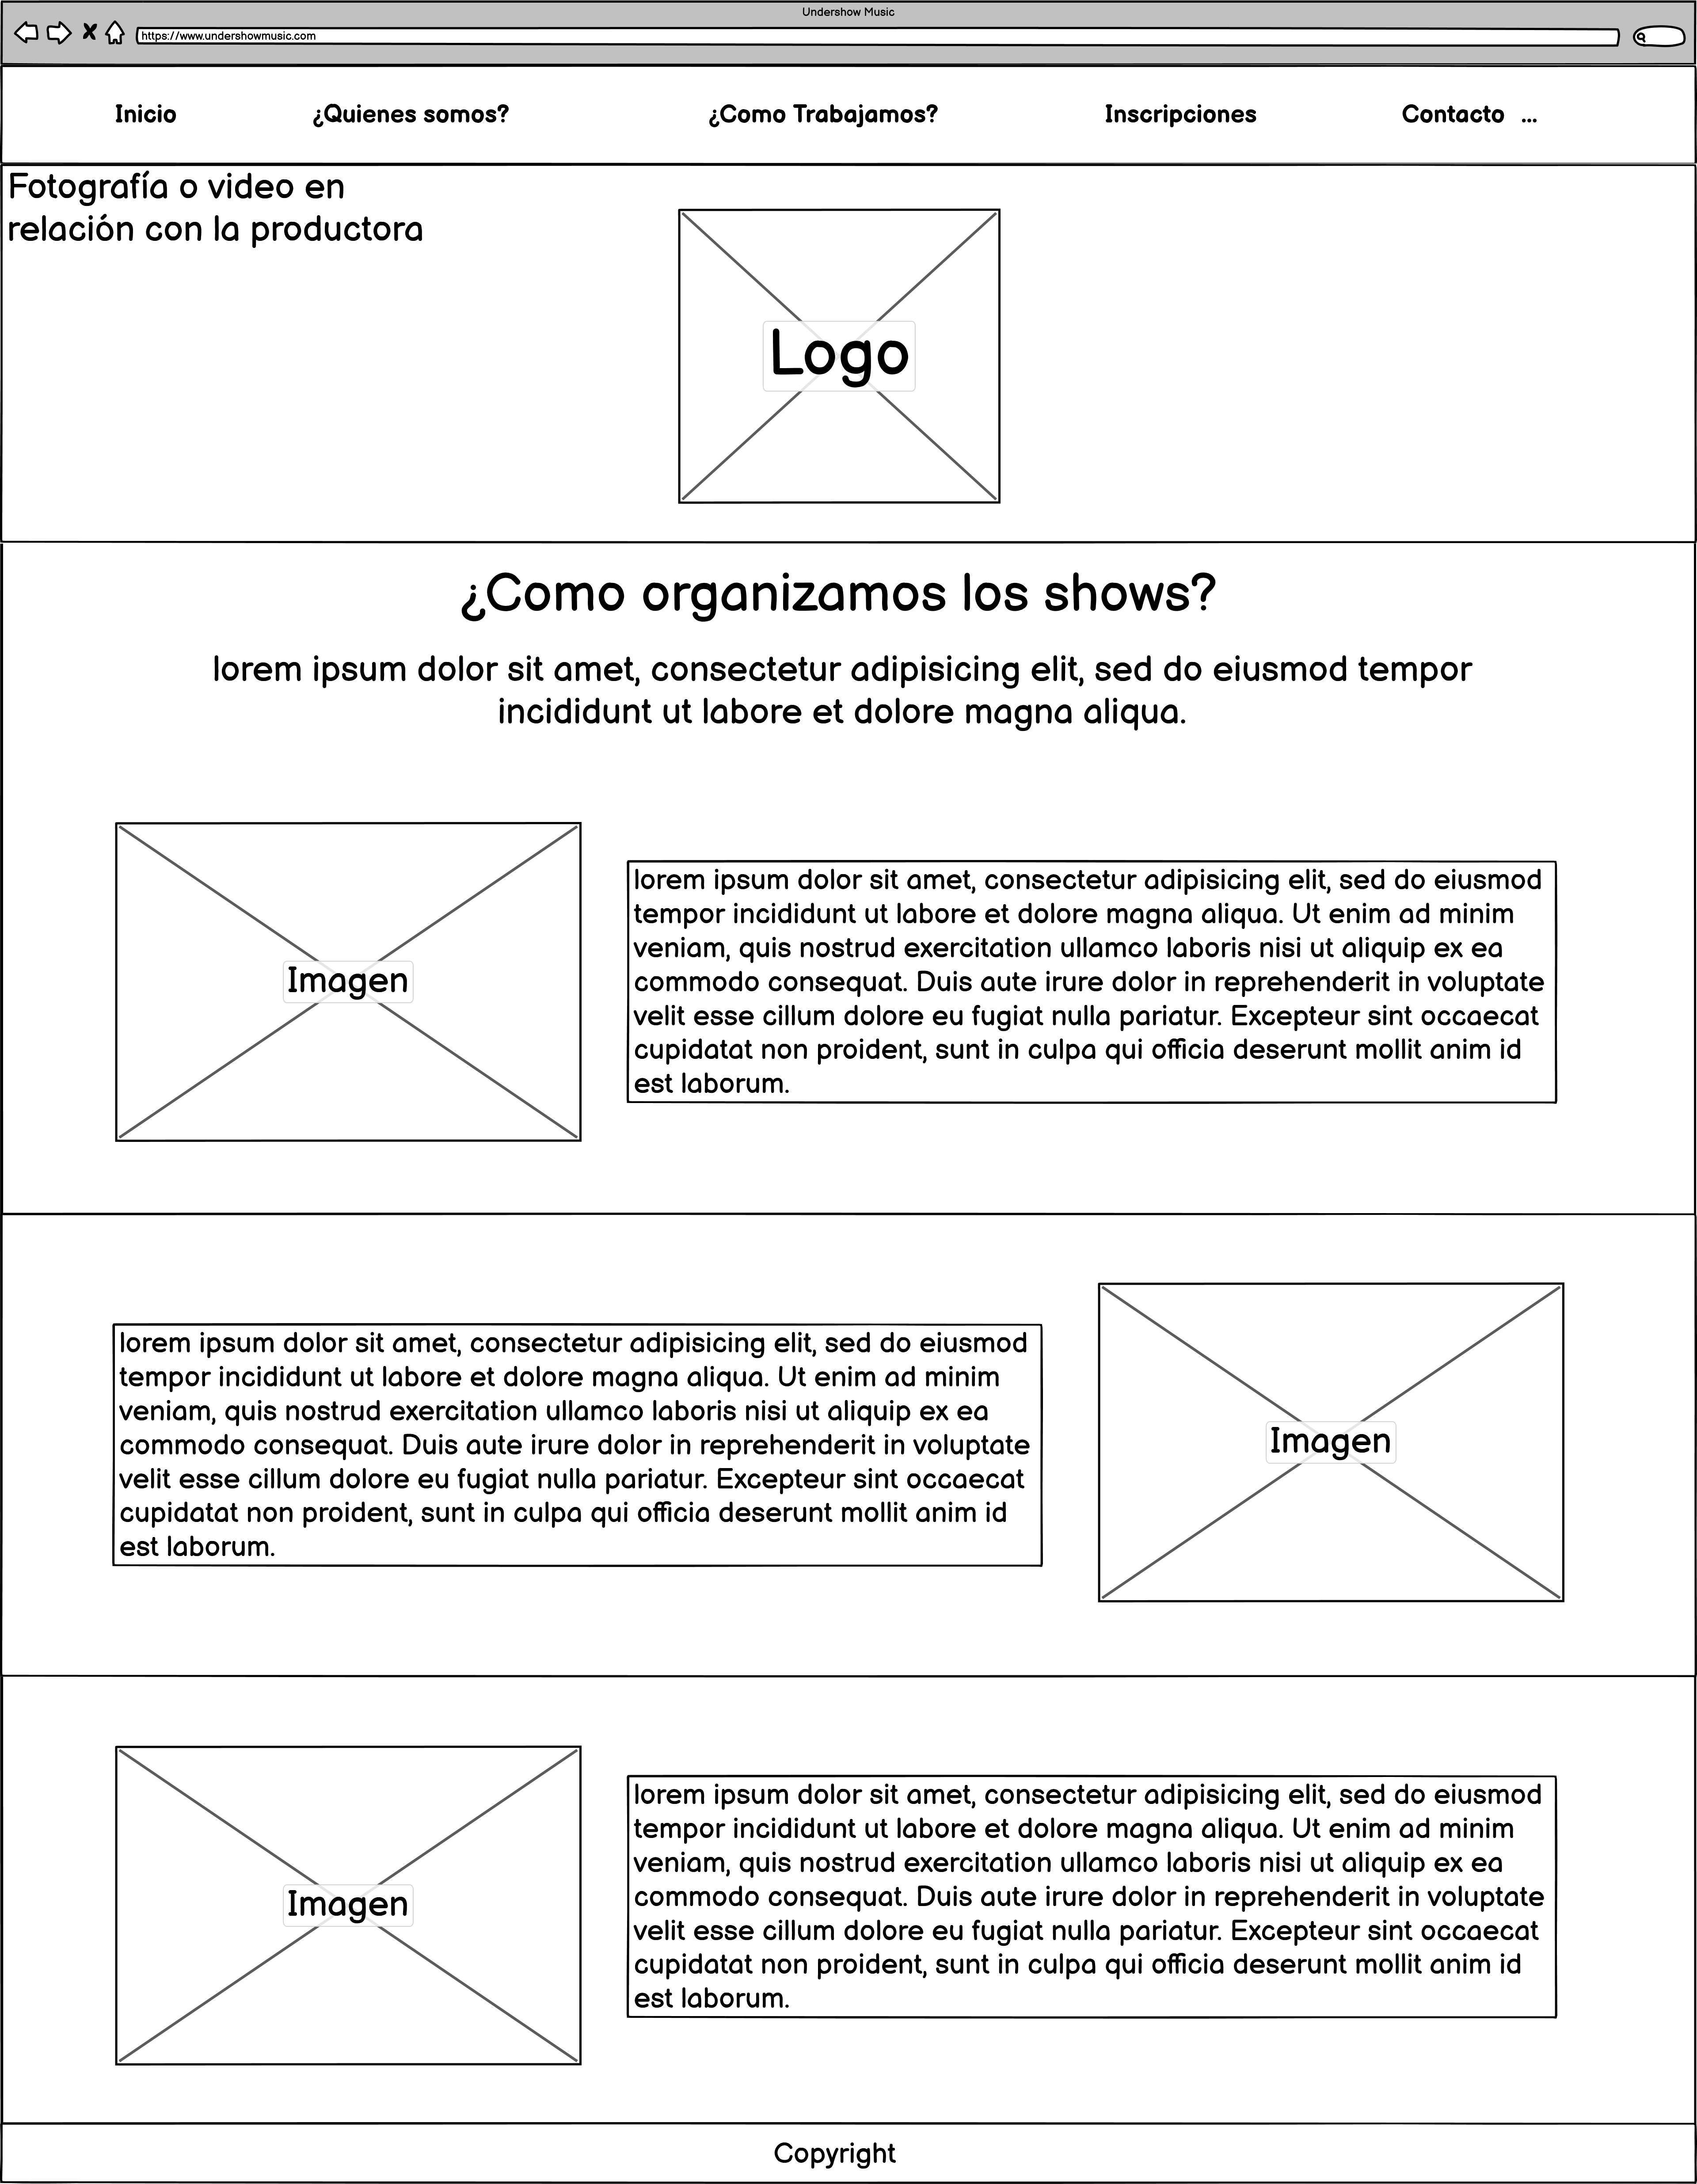 Undershow Music
https://www.undershowmusic.com
Inicio ¿Quienes somos? ¿Como Trabajamos? Inscripciones Contacto ...
Fotografía o video en
relación con la productora
Logo
¿Como organizamos los shows?
lorem ipsum dolor sit amet, consectetur adipisicing elit, sed do eiusmod tempor
incididunt ut labore et dolore magna aliqua.
Imagen
lorem ipsum dolor sit amet, consectetur adipisicing elit, sed do eiusmod
tempor incididunt ut labore et dolore magna aliqua. Ut enim ad minim
veniam, quis nostrud exercitation ullamco laboris nisi ut aliquip ex ea
commodo consequat. Duis aute irure dolor in reprehenderit in voluptate
velit esse cillum dolore eu fugiat nulla pariatur. Excepteur sint occaecat
cupidatat non proident, sunt in culpa qui officia deserunt mollit anim id
est laborum.
lorem ipsum dolor sit amet, consectetur adipisicing elit, sed do eiusmod
tempor incididunt ut labore et dolore magna aliqua. Ut enim ad minim
veniam, quis nostrud exercitation ullamco laboris nisi ut aliquip ex ea
commodo consequat. Duis aute irure dolor in reprehenderit in voluptate
velit esse cillum dolore eu fugiat nulla pariatur. Excepteur sint occaecat
cupidatat non proident, sunt in culpa qui officia deserunt mollit anim id
est laborum.
Imagen
Imagen
lorem ipsum dolor sit amet, consectetur adipisicing elit, sed do eiusmod
tempor incididunt ut labore et dolore magna aliqua. Ut enim ad minim
veniam, quis nostrud exercitation ullamco laboris nisi ut aliquip ex ea
commodo consequat. Duis aute irure dolor in reprehenderit in voluptate
velit esse cillum dolore eu fugiat nulla pariatur. Excepteur sint occaecat
cupidatat non proident, sunt in culpa qui officia deserunt mollit anim id
est laborum.
Copyright